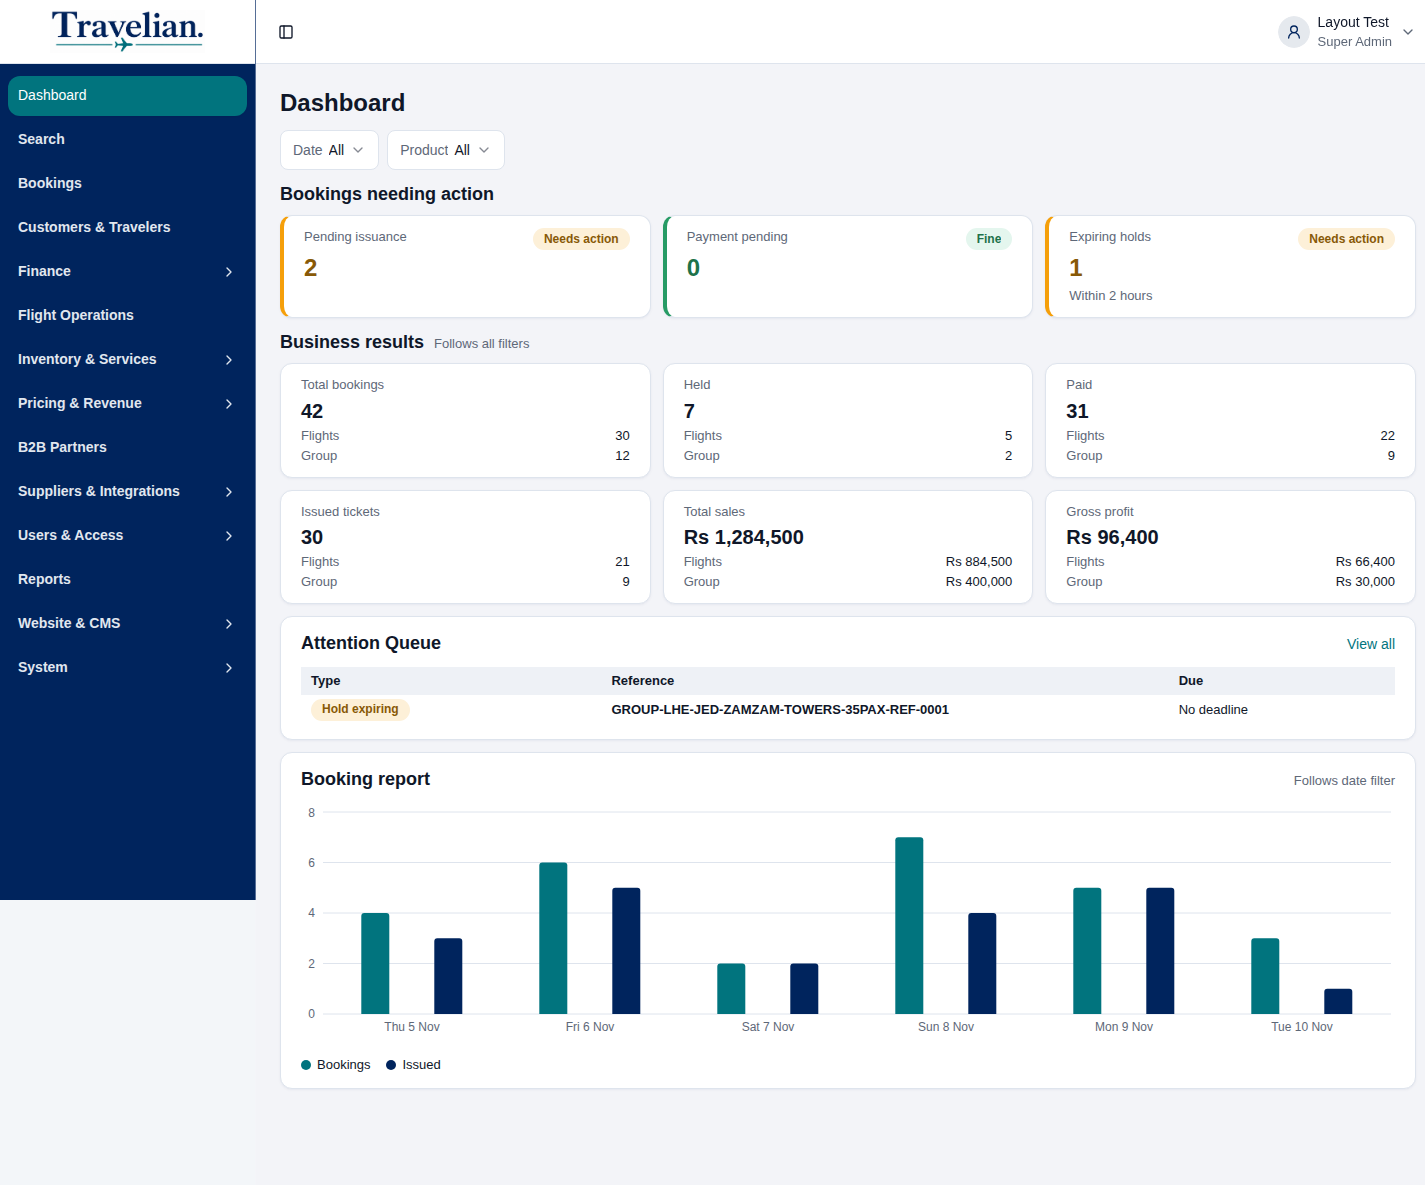 Travelian.
Layout Test
Super Admin
Dashboard
Search
Bookings
Customers & Travelers
Finance
Flight Operations
Inventory & Services
Pricing & Revenue
B2B Partners
Suppliers & Integrations
Users & Access
Reports
Website & CMS
System
Dashboard
Date All
Product All
Bookings needing action
Pending issuance
Needs action
2
Payment pending
Fine
0
Expiring holds
Needs action
1
Within 2 hours
Business results Follows all filters
Total bookings
42
Flights 30
Group 12
Held
7
Flights 5
Group 2
Paid
31
Flights 22
Group 9
Issued tickets
30
Flights 21
Group 9
Total sales
Rs 1,284,500
Flights Rs 884,500
Group Rs 400,000
Gross profit
Rs 96,400
Flights Rs 66,400
Group Rs 30,000
Attention Queue View all
Type Reference Due
Hold expiring GROUP-LHE-JED-ZAMZAM-TOWERS-35PAX-REF-0001 No deadline
Booking report Follows date filter
8
6
4
2
0
Thu 5 Nov Fri 6 Nov Sat 7 Nov Sun 8 Nov Mon 9 Nov Tue 10 Nov
Bookings Issued